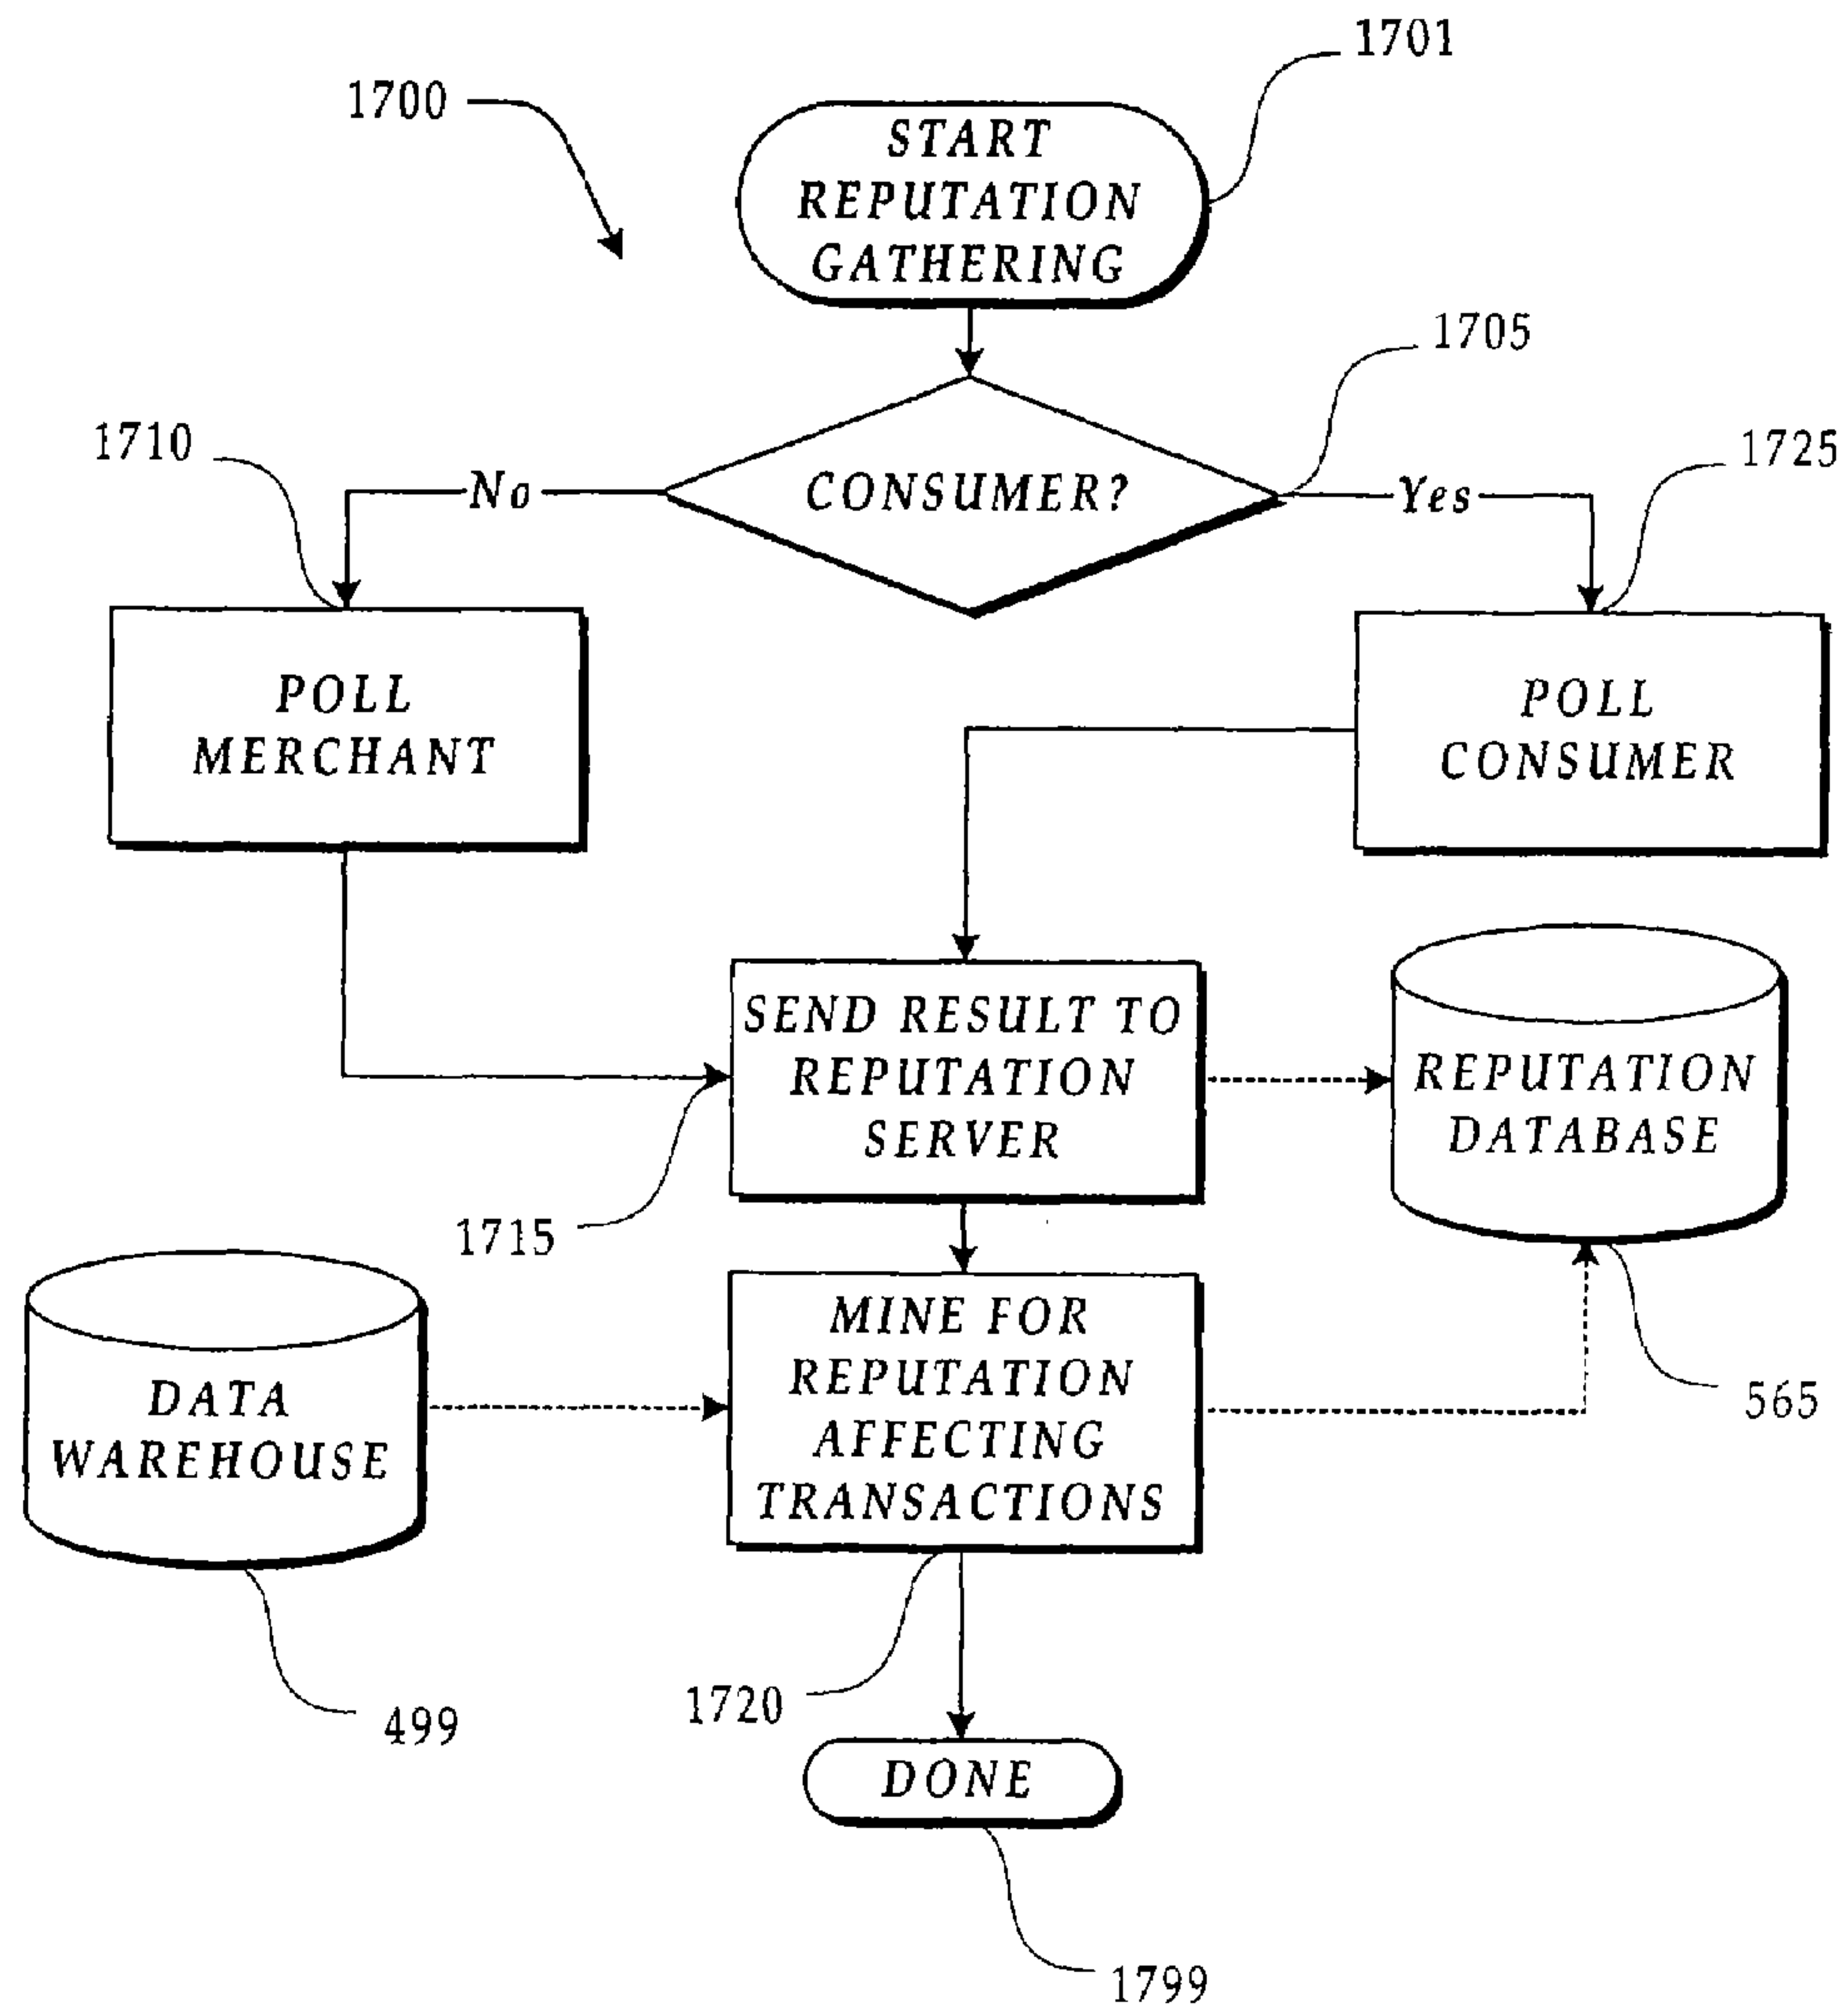 1701
1700
START
REPUTATION
GATHERING
1705
1710
No
CONSUMER?
Yes
1725
POLL
MERCHANT
POLL
CONSUMER
SEND RESULT TO
REPUTATION
SERVER
REPUTATION
DATABASE
1715
DATA
WAREHOUSE
MINE FOR
REPUTATION
AFFECTING
TRANSACTIONS
565
499
1720
DONE
1799